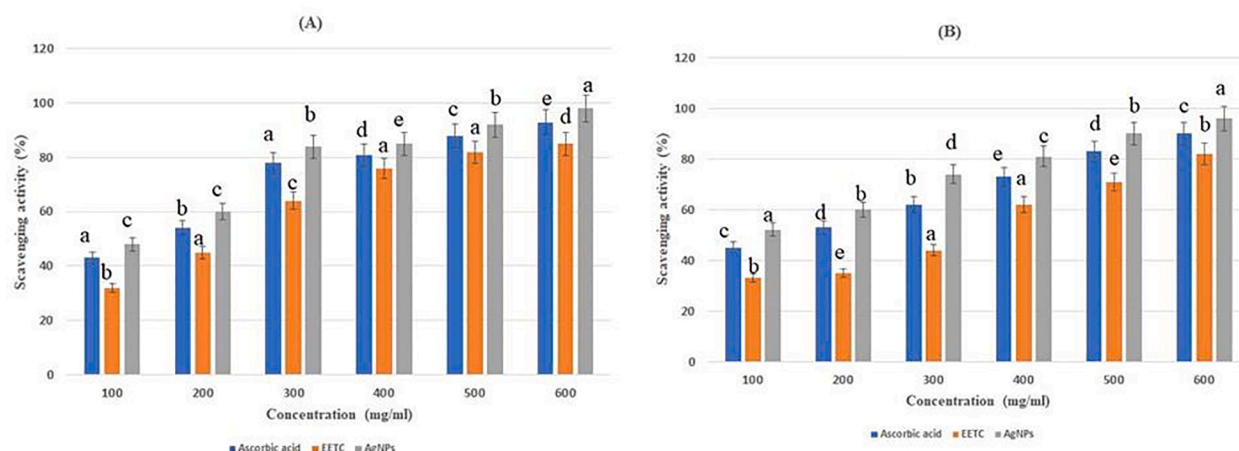 (A)
120
100
80
60
40
20
0
Scavenging activity (%)
a b c
b a c
a c b
d a e
c a b
e d a
100 200 300 400 500 600
Concentration (mg/ml)
Ascorbic acid EETC AgNPs
(B)
120
100
80
60
40
20
0
Scavenging activity (%)
c b a
d e b
b a d
e a c
d e b
c b a
100 200 300 400 500 600
Concentration (mg/ml)
Ascorbic acid EETC AgNPs